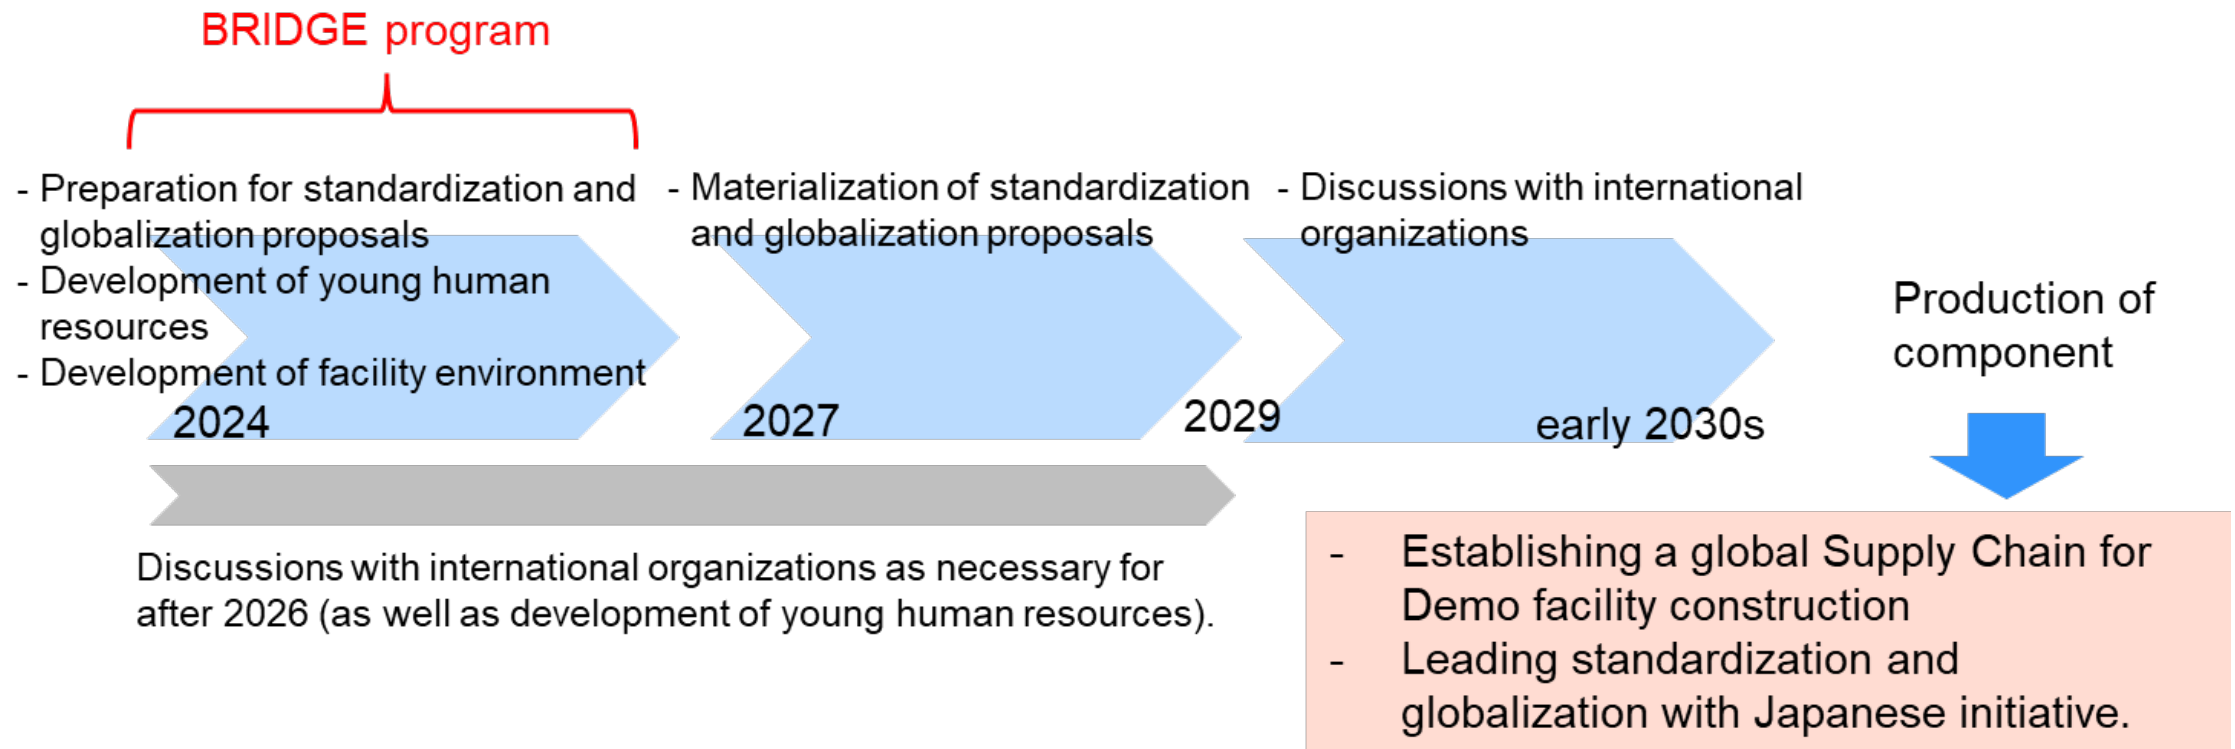 BRIDGE program
- Preparation for standardization and
globalization proposals
- Development of young human
resources
- Development of facility environment
2024
- Materialization of standardization
and globalization proposals
2027
- Discussions with international
organizations
2029
early 2030s
Production of
component
Discussions with international organizations as necessary for
after 2026 (as well as development of young human resources).
- Establishing a global Supply Chain for
Demo facility construction
- Leading standardization and
globalization with Japanese initiative.